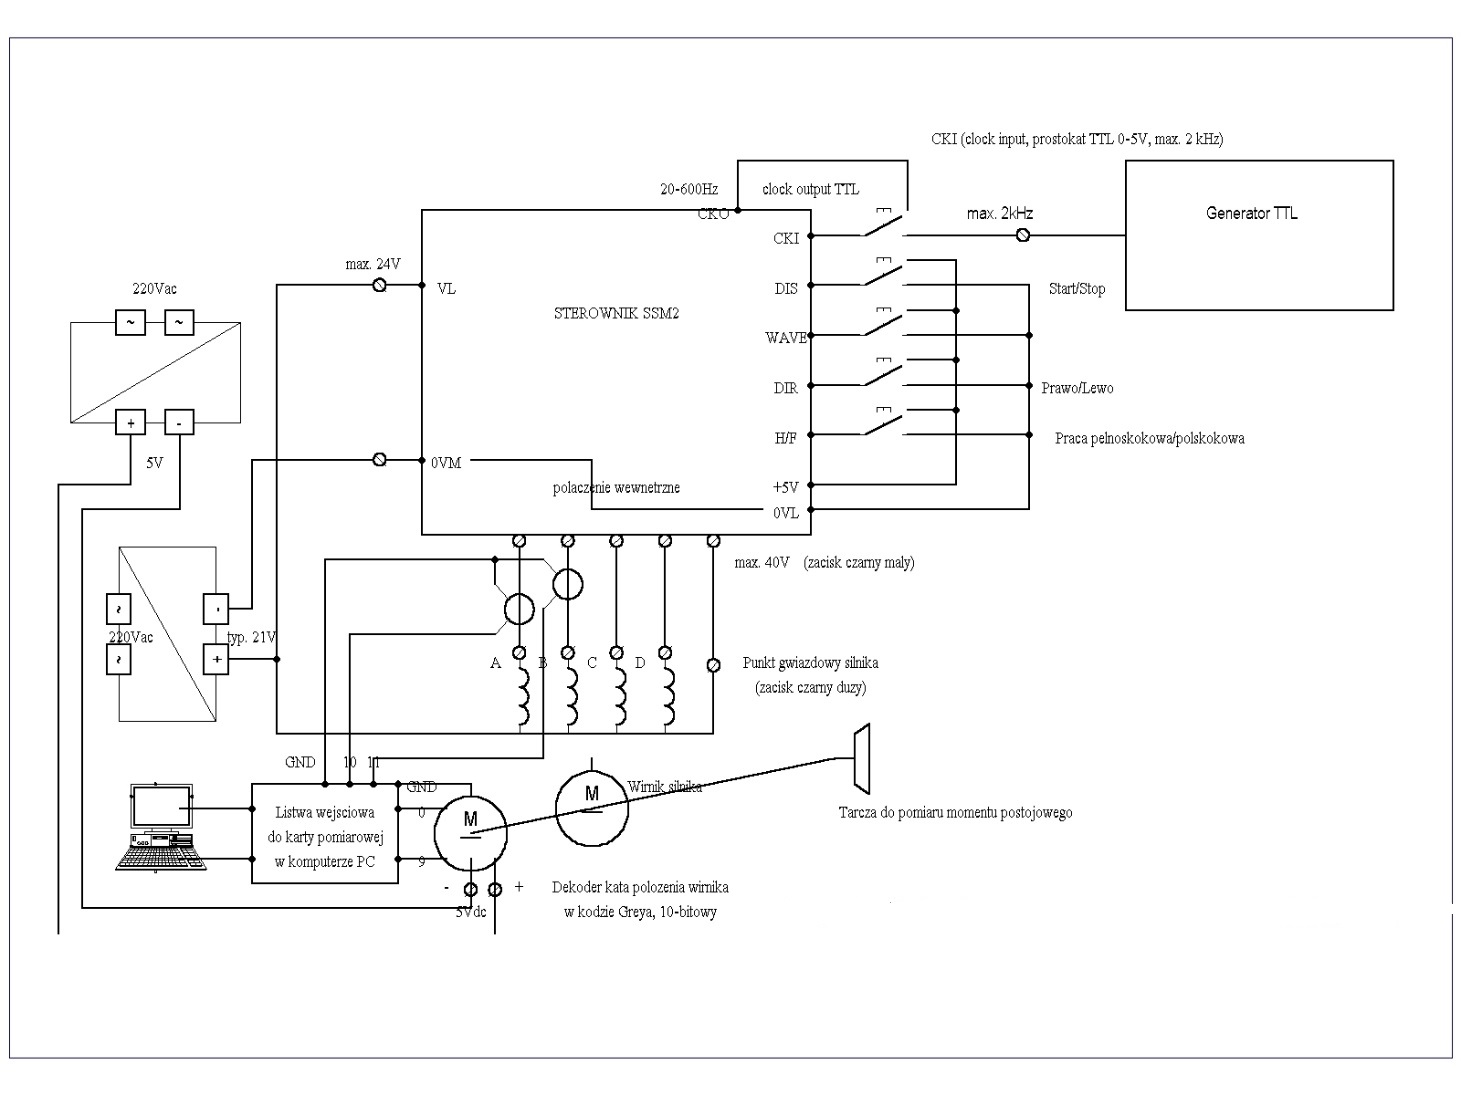 CKI (clock input, prostokat TTL 0-5V, max. 2 kHz)
20-600Hz
clock output TTL
CKO
max. 2kHz
Generator TTL
CKI
max. 24V
VL
DIS
Start/Stop
220Vac
~ ~
STEROWNIK SSM2
WAVE
DIR
Prawo/Lewo
+ -
H/F
Praca pelnoskokowa/polskokowa
5V
0VM
polaczenie wewnetrzne
+5V
0VL
max. 40V (zacisk czarny maly)
~
-
220Vac
typ. 21V
~
+
A B C D
Punkt gwiazdowy silnika
(zacisk czarny duzy)
GND 10 11
GND
Wirnik silnika
M
Listwa wejsciowa
do karty pomiarowej
w komputerze PC
0
9
M
Tarcza do pomiaru momentu postojowego
- +
5Vdc
Dekoder kata polozenia wirnika
w kodzie Greya, 10-bitowy